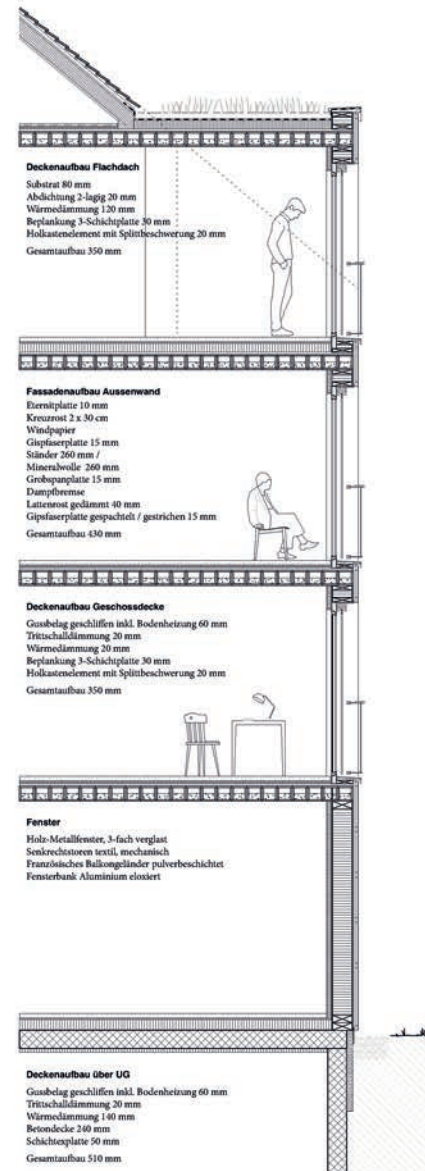 Deckenaufbau Flachdach
Substrat 80 mm
Abdichtung 2-lagig 20 mm
Wärmedämmung 120 mm
Beplankung 3-Schichtplatte 30 mm
Holkastenelement mit Splittbeschwerung 20 mm
Gesamtaufbau 350 mm
Fassadenaufbau Aussenwand
Eternitplatte 10 mm
Kreuzrost 2 x 30 cm
Windpapier
Gispfaserplatte 15 mm
Ständer 260 mm /
Mineralwolle 260 mm
Grobspanplatte 15 mm
Dampfbremse
Lattenrost gedämmt 40 mm
Gipsfaserplatte gespachtelt / gestrichen 15 mm
Gesamtaufbau 430 mm
Deckenaufbau Geschossdecke
Gussbelag geschliffen inkl. Bodenheizung 60 mm
Trittschalldämmung 20 mm
Wärmedämmung 20 mm
Beplankung 3-Schichtplatte 30 mm
Holkastenelement mit Splittbeschwerung 20 mm
Gesamtaufbau 350 mm
Fenster
Holz-Metallfenster, 3-fach verglast
Senkrechtstoren textil, mechanisch
Französisches Balkongeländer pulverbeschichtet
Fensterbank Aluminium eloxiert
Deckenaufbau über UG
Gussbelag geschliffen inkl. Bodenheizung 60 mm
Trittschalldämmung 20 mm
Wärmedämmung 140 mm
Betondecke 240 mm
Schichtexplatte 50 mm
Gesamtaufbau 510 mm